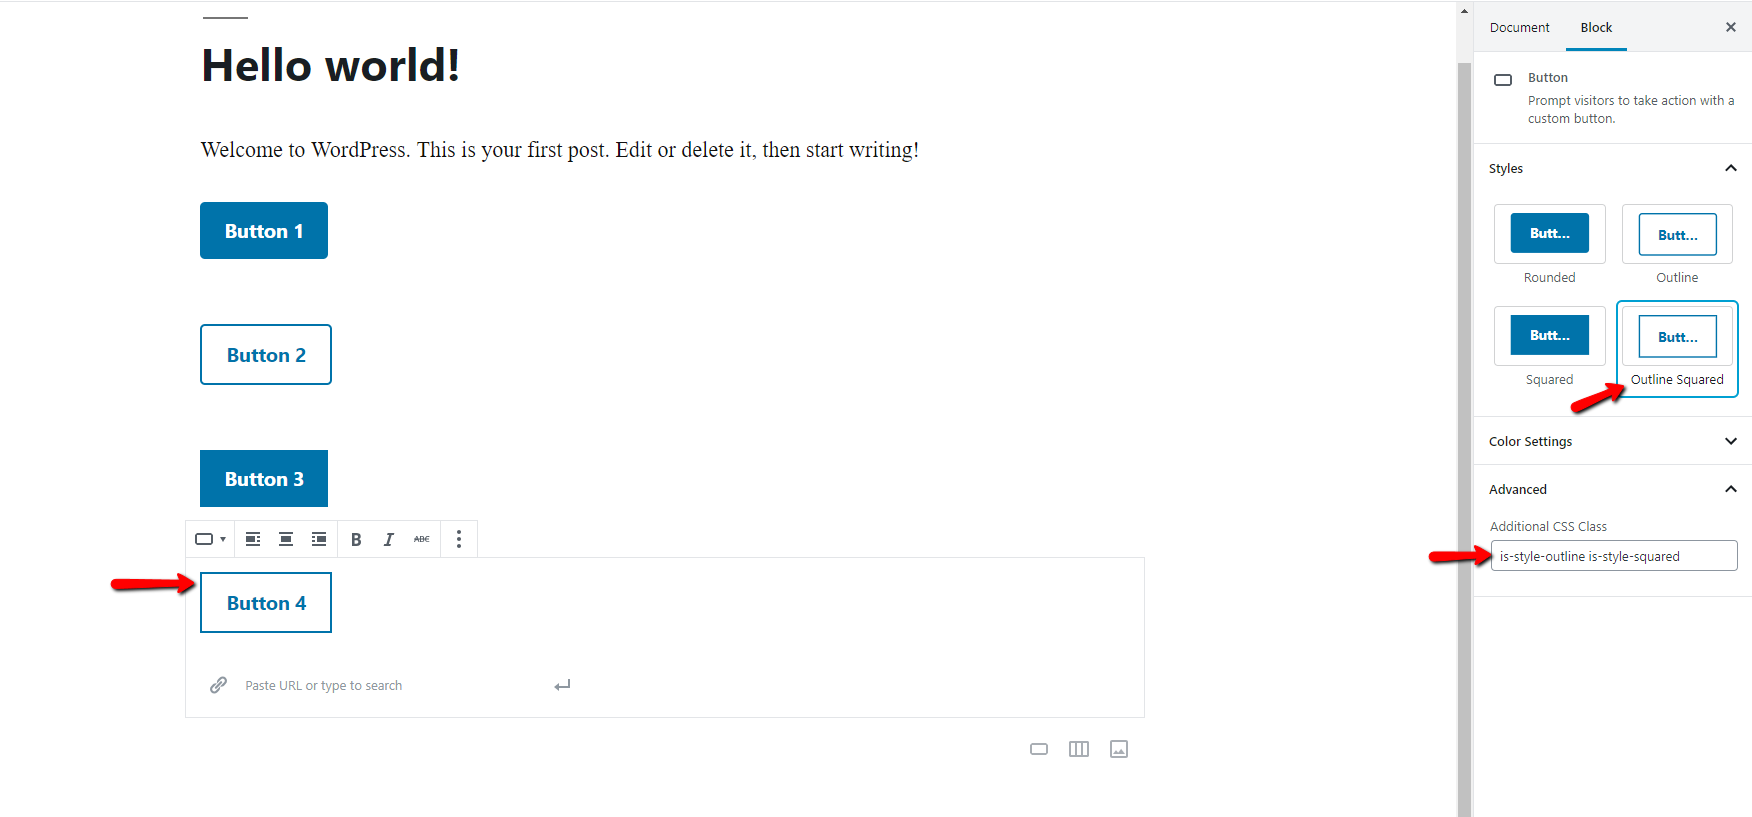 Hello world!
Welcome to WordPress. This is your first post. Edit or delete it, then start writing!
Button 1
Button 2
Button 3
B I ABC
Button 4
Paste URL or type to search
Document Block
Button
Prompt visitors to take action with a
custom button.
Styles
Butt... Butt...
Rounded Outline
Butt... Butt...
Squared Outline Squared
Color Settings
Advanced
Additional CSS Class
is-style-outline is-style-squared